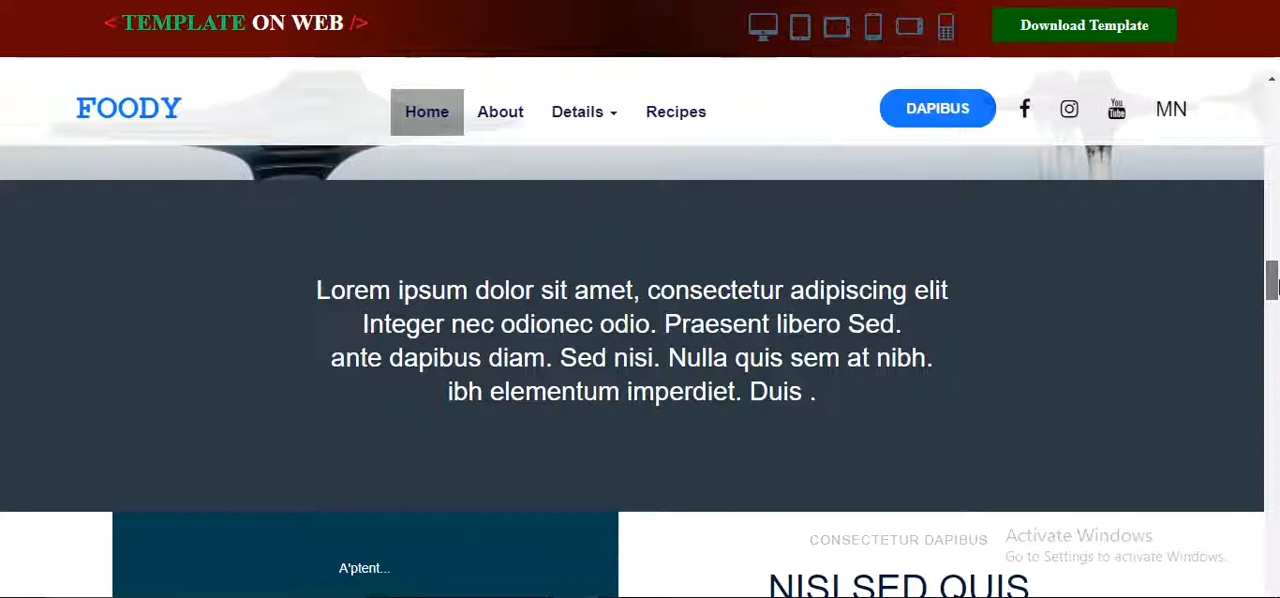 < TEMPLATE ON WEB />
Download Template
FOODY
Home
About
Details
Recipes
DAPIBUS
You Tube
MN
Lorem ipsum dolor sit amet, consectetur adipiscing elit
Integer nec odionec odio. Praesent libero Sed.
ante dapibus diam. Sed nisi. Nulla quis sem at nibh.
ibh elementum imperdiet. Duis .
A'ptent...
CONSECTETUR DAPIBUS
NISI SED QUIS
Activate Windows
Go to Settings to activate Windows.